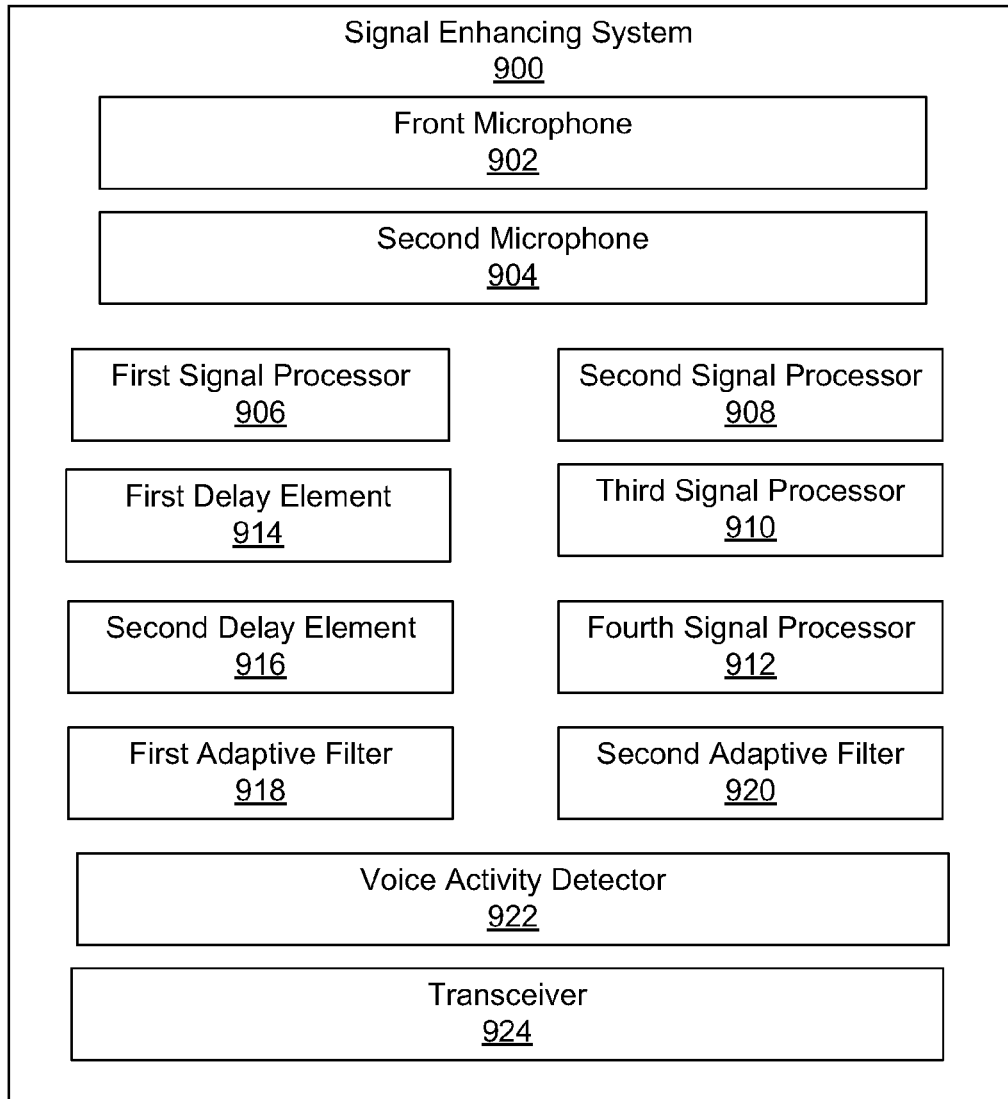 Signal Enhancing System
900
Front Microphone
902
Second Microphone
904
First Signal Processor
906
Second Signal Processor
908
First Delay Element
914
Third Signal Processor
910
Second Delay Element
916
Fourth Signal Processor
912
First Adaptive Filter
918
Second Adaptive Filter
920
Voice Activity Detector
922
Transceiver
924